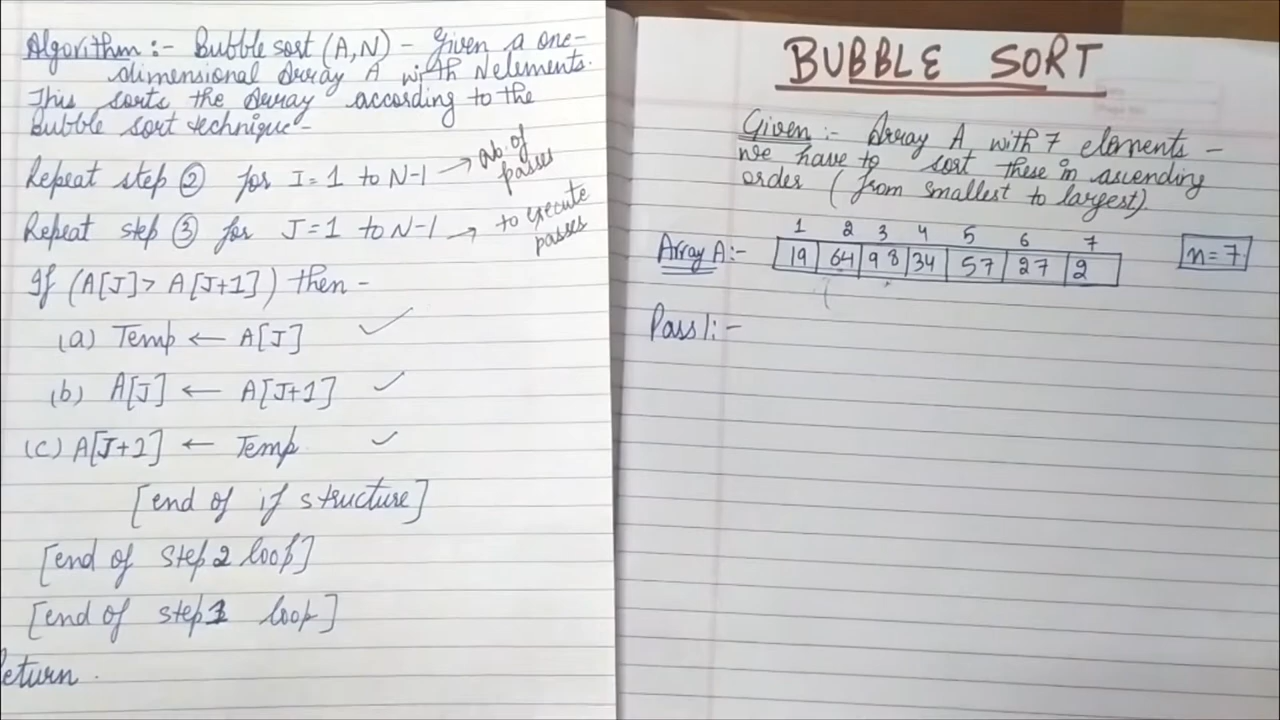 Algorithm :- Bubble sort (A,N) - Given a one-
dimensional Array A with N elements.
This sorts the Array according to the
Bubble sort technique -
Repeat step ② for I = 1 to N-1 → No. of passes
Repeat step ③ for J = 1 to N-1 → to execute passes
If (A[J] > A[J+1]) then -
(a) Temp ← A[J] ✓
(b) A[J] ← A[J+1] ✓
(c) A[J+1] ← Temp ✓
[end of if structure]
[end of step 2 loop]
[end of step 1 loop]
Return .
BUBBLE SORT
Given :- Array A with 7 elements -
we have to sort these in ascending
order (from smallest to largest)
1 2 3 4 5 6 7
Array A :- 19 64 98 34 57 27 2 n = 7
Pass 1 : -